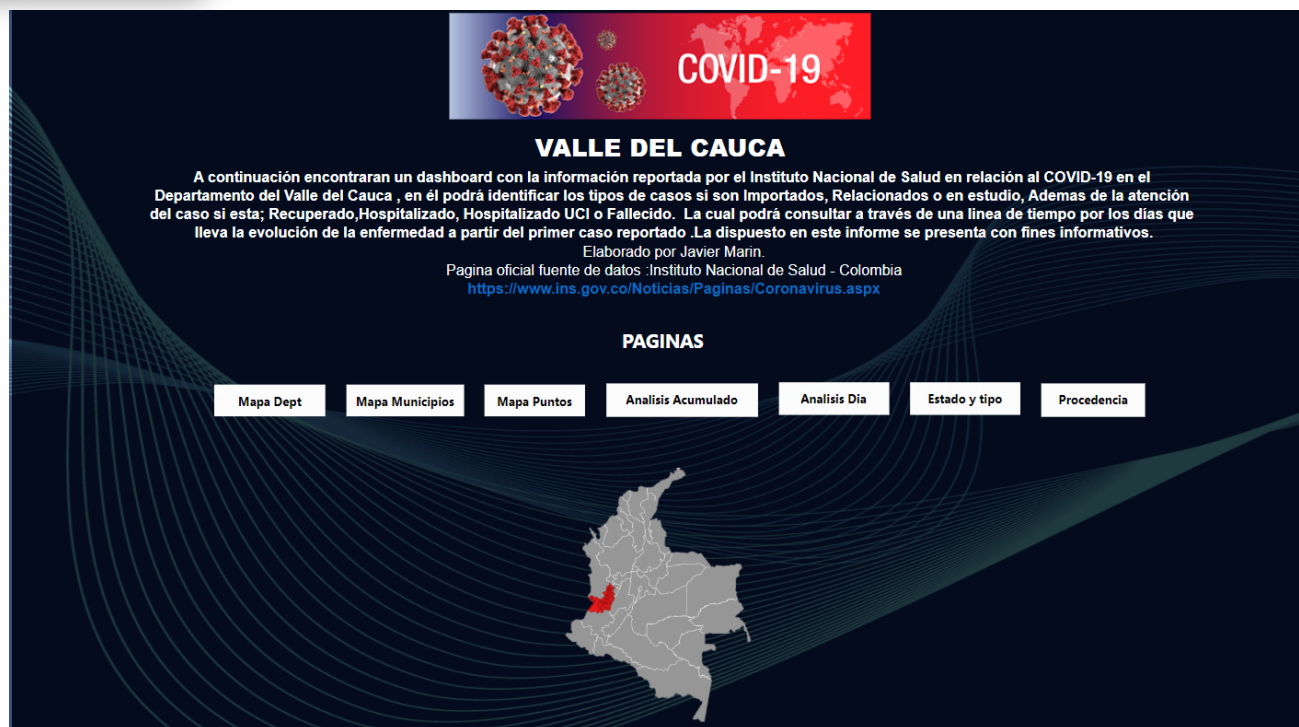 COVID-19
VALLE DEL CAUCA
A continuación encontraran un dashboard con la información reportada por el Instituto Nacional de Salud en relación al COVID-19 en el
Departamento del Valle del Cauca , en él podrá identificar los tipos de casos si son Importados, Relacionados o en estudio, Ademas de la atención
del caso si esta; Recuperado,Hospitalizado, Hospitalizado UCI o Fallecido.  La cual podrá consultar a través de una linea de tiempo por los días que
lleva la evolución de la enfermedad a partir del primer caso reportado .La dispuesto en este informe se presenta con fines informativos.
Elaborado por Javier Marin.
Pagina oficial fuente de datos :Instituto Nacional de Salud - Colombia
https://www.ins.gov.co/Noticias/Paginas/Coronavirus.aspx
PAGINAS
Mapa Dept
Mapa Municipios
Mapa Puntos
Analisis Acumulado
Analisis Dia
Estado y tipo
Procedencia